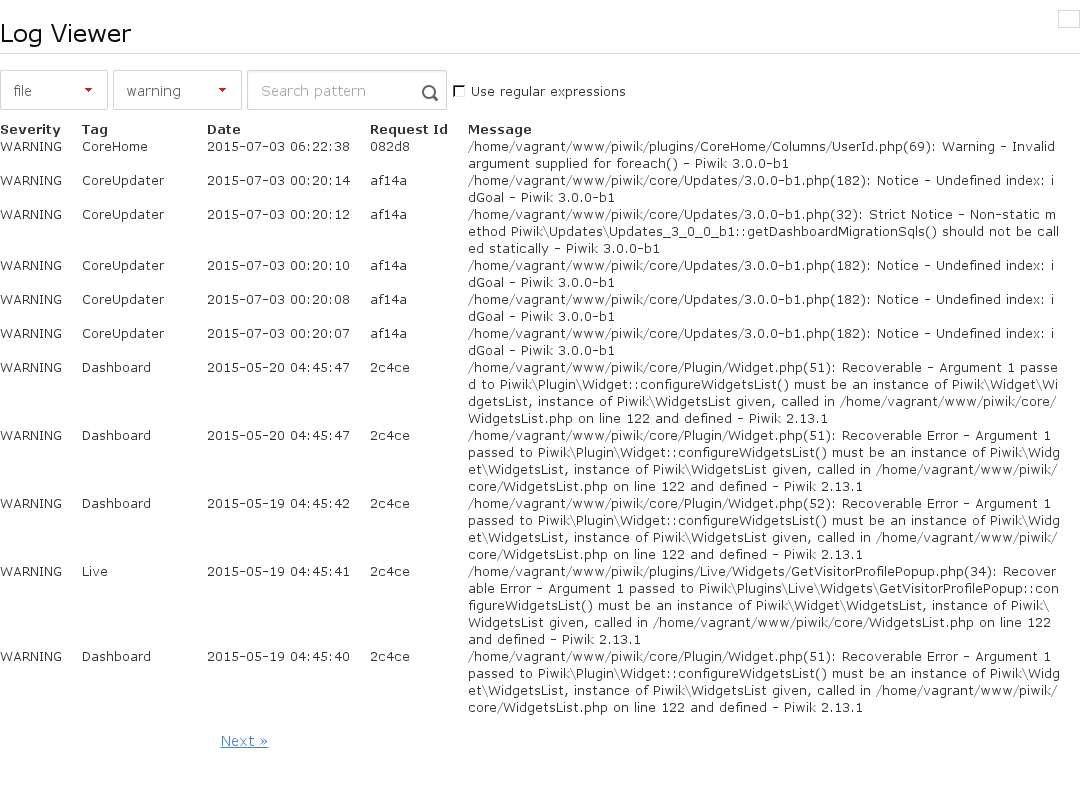 Log Viewer
file warning Search pattern Use regular expressions
Severity Tag Date Request Id Message
WARNING CoreHome 2015-07-03 06:22:38 082d8 /home/vagrant/www/piwik/plugins/CoreHome/Columns/UserId.php(69): Warning - Invalid
argument supplied for foreach() - Piwik 3.0.0-b1
WARNING CoreUpdater 2015-07-03 00:20:14 af14a /home/vagrant/www/piwik/core/Updates/3.0.0-b1.php(182): Notice - Undefined index: i
dGoal - Piwik 3.0.0-b1
WARNING CoreUpdater 2015-07-03 00:20:12 af14a /home/vagrant/www/piwik/core/Updates/3.0.0-b1.php(32): Strict Notice - Non-static m
ethod Piwik\Updates\Updates_3_0_0_b1::getDashboardMigrationSqls() should not be call
ed statically - Piwik 3.0.0-b1
WARNING CoreUpdater 2015-07-03 00:20:10 af14a /home/vagrant/www/piwik/core/Updates/3.0.0-b1.php(182): Notice - Undefined index: i
dGoal - Piwik 3.0.0-b1
WARNING CoreUpdater 2015-07-03 00:20:08 af14a /home/vagrant/www/piwik/core/Updates/3.0.0-b1.php(182): Notice - Undefined index: i
dGoal - Piwik 3.0.0-b1
WARNING CoreUpdater 2015-07-03 00:20:07 af14a /home/vagrant/www/piwik/core/Updates/3.0.0-b1.php(182): Notice - Undefined index: i
dGoal - Piwik 3.0.0-b1
WARNING Dashboard 2015-05-20 04:45:47 2c4ce /home/vagrant/www/piwik/core/Plugin/Widget.php(51): Recoverable - Argument 1 passe
d to Piwik\Plugin\Widget::configureWidgetsList() must be an instance of Piwik\Widget\Wi
dgetsList, instance of Piwik\WidgetsList given, called in /home/vagrant/www/piwik/core/
WidgetsList.php on line 122 and defined - Piwik 2.13.1
WARNING Dashboard 2015-05-20 04:45:47 2c4ce /home/vagrant/www/piwik/core/Plugin/Widget.php(51): Recoverable Error - Argument 1
passed to Piwik\Plugin\Widget::configureWidgetsList() must be an instance of Piwik\Widg
et\WidgetsList, instance of Piwik\WidgetsList given, called in /home/vagrant/www/piwik/
core/WidgetsList.php on line 122 and defined - Piwik 2.13.1
WARNING Dashboard 2015-05-19 04:45:42 2c4ce /home/vagrant/www/piwik/core/Plugin/Widget.php(52): Recoverable Error - Argument 1
passed to Piwik\Plugin\Widget::configureWidgetsList() must be an instance of Piwik\Widg
et\WidgetsList, instance of Piwik\WidgetsList given, called in /home/vagrant/www/piwik/
core/WidgetsList.php on line 122 and defined - Piwik 2.13.1
WARNING Live 2015-05-19 04:45:41 2c4ce /home/vagrant/www/piwik/plugins/Live/Widgets/GetVisitorProfilePopup.php(34): Recover
able Error - Argument 1 passed to Piwik\Plugins\Live\Widgets\GetVisitorProfilePopup::con
figureWidgetsList() must be an instance of Piwik\Widget\WidgetsList, instance of Piwik\
WidgetsList given, called in /home/vagrant/www/piwik/core/WidgetsList.php on line 122
and defined - Piwik 2.13.1
WARNING Dashboard 2015-05-19 04:45:40 2c4ce /home/vagrant/www/piwik/core/Plugin/Widget.php(51): Recoverable Error - Argument 1
passed to Piwik\Plugin\Widget::configureWidgetsList() must be an instance of Piwik\Widg
et\WidgetsList, instance of Piwik\WidgetsList given, called in /home/vagrant/www/piwik/
core/WidgetsList.php on line 122 and defined - Piwik 2.13.1
Next »